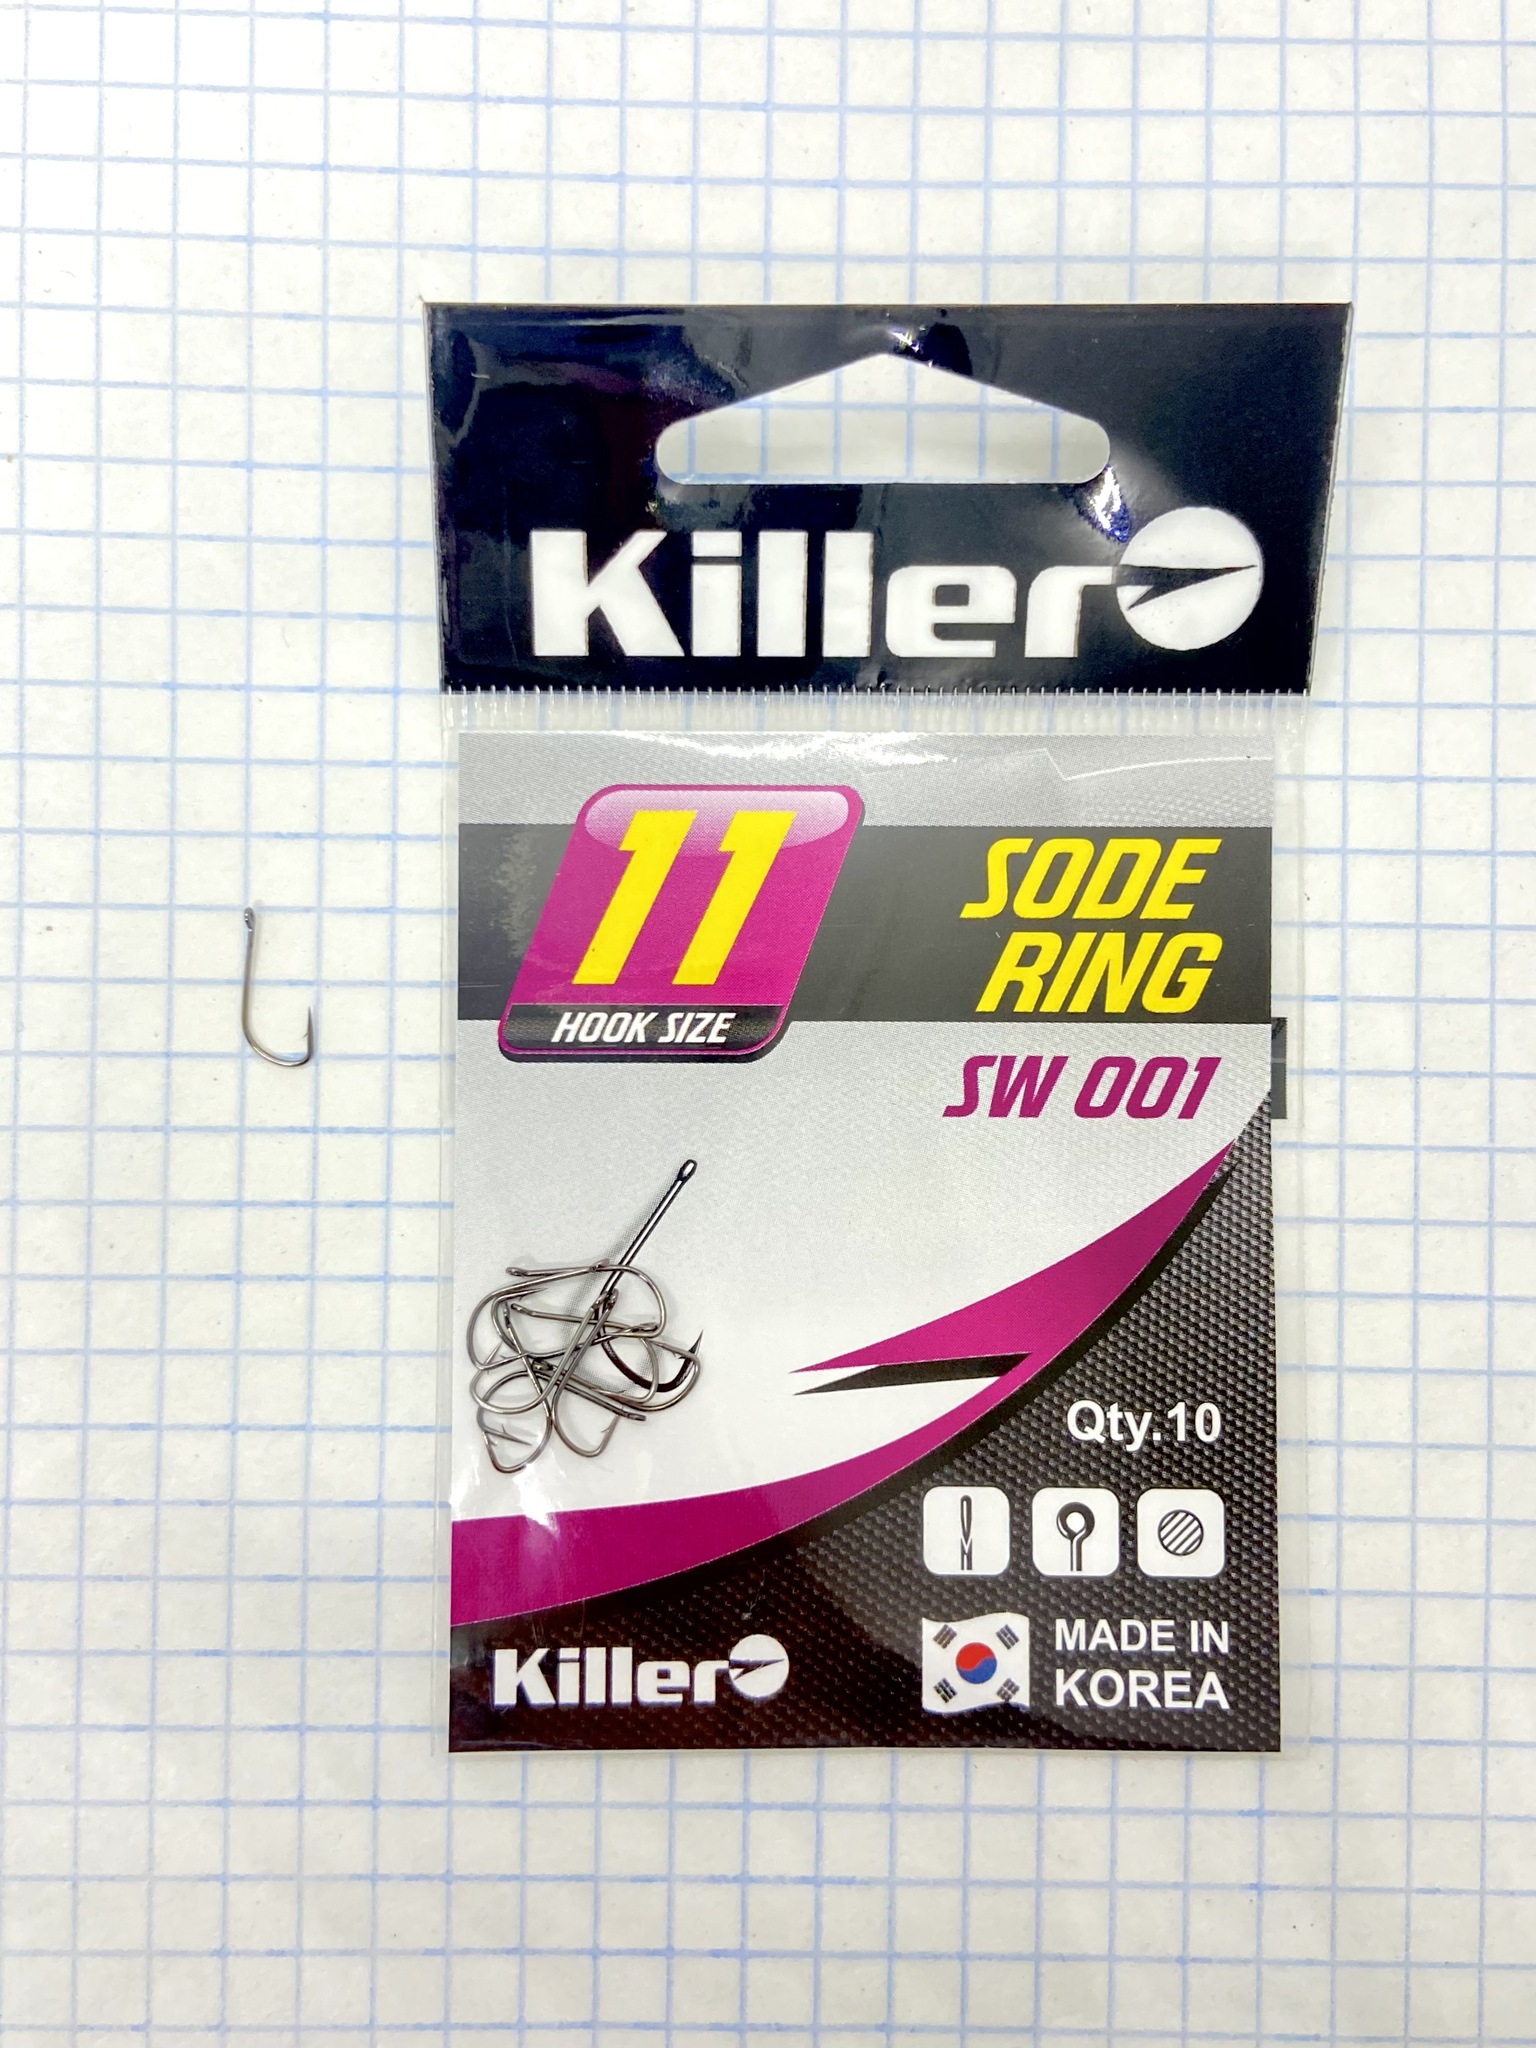 Killer
11
HOOK SIZE
SODE
RING
SW 001
Qty.10
MADE IN
KOREA
Killer